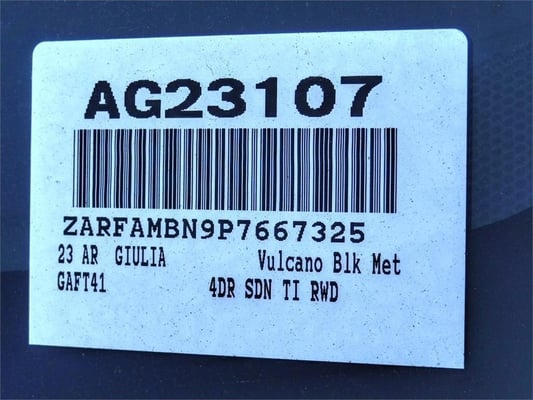 AG23107
ZARFAMBN9P7667325
23 AR GIULIA Vulcano Blk Met
GAFT41 4DR SDN TI RWD